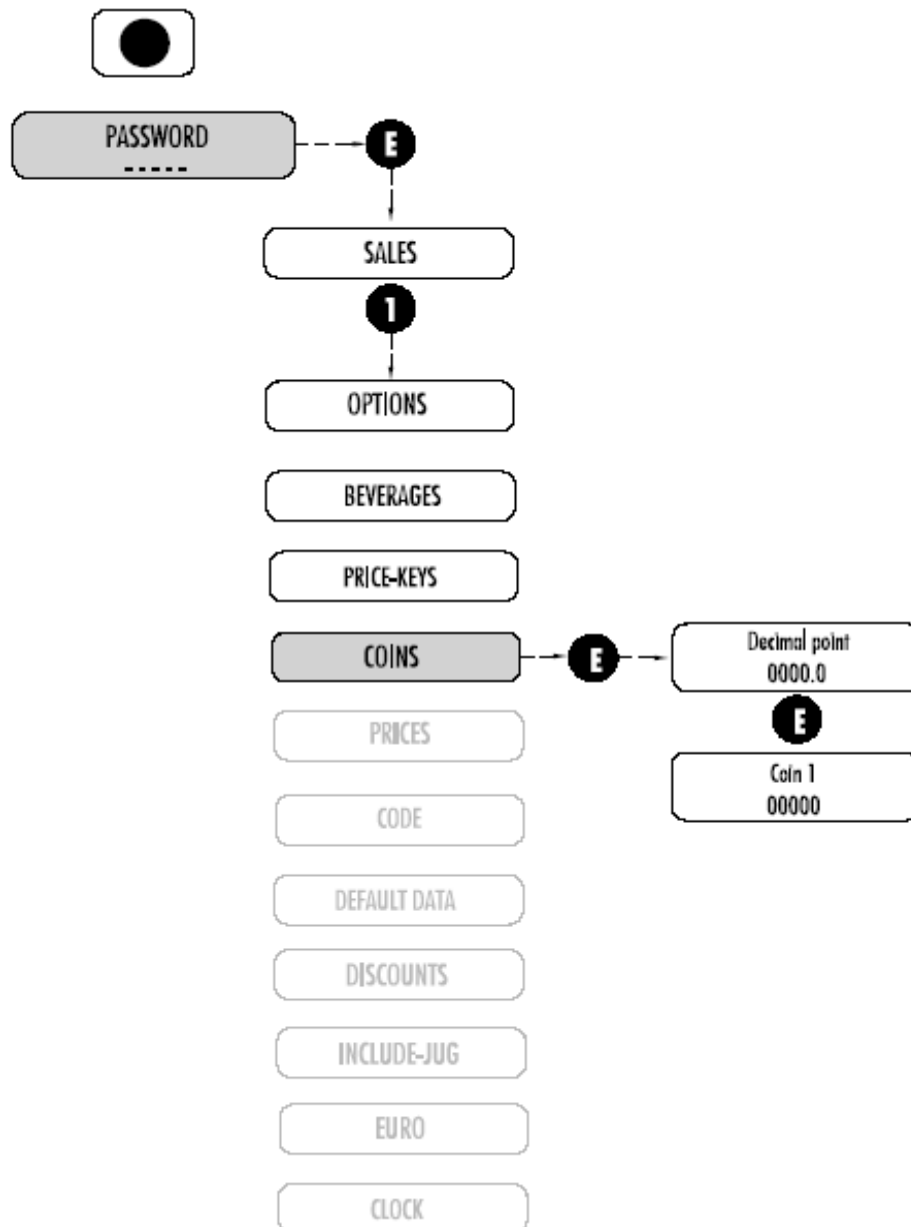 PASSWORD
-----
E
SALES
1
OPTIONS
BEVERAGES
PRICE-KEYS
COINS
E
Decimal point
0000.0
E
Coin 1
00000
PRICES
CODE
DEFAULT DATA
DISCOUNTS
INCLUDE-JUG
EURO
CLOCK